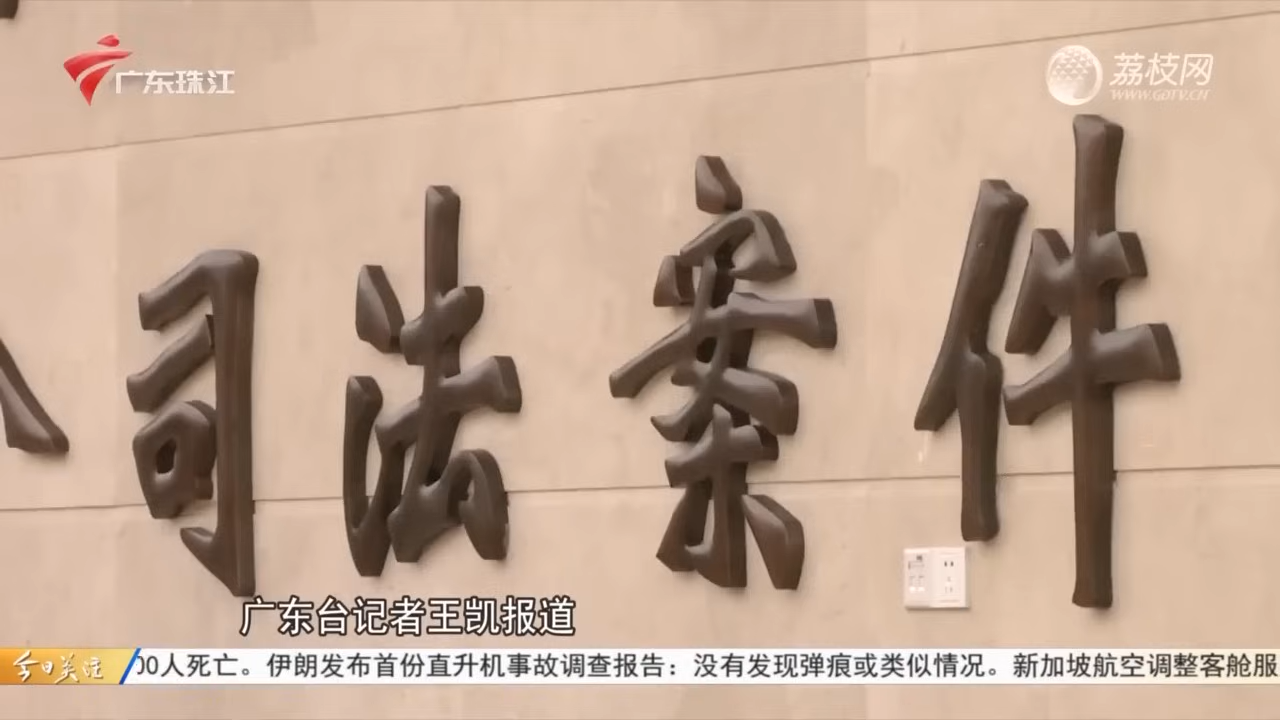 广东珠江
荔枝网
WWW.GDTV.CN
司法案件
广东台记者王凯报道
今日关注
00人死亡。伊朗发布首份直升机事故调查报告：没有发现弹痕或类似情况。新加坡航空调整客舱服